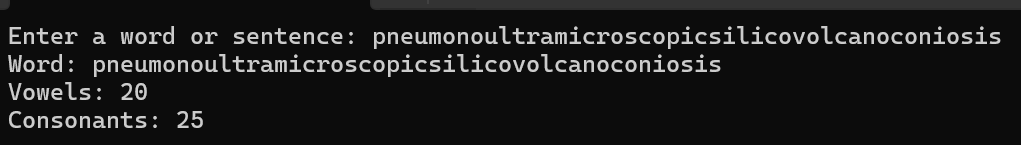 Enter a word or sentence: pneumonoultramicroscopicsilicovolcanoconiosis
Word: pneumonoultramicroscopicsilicovolcanoconiosis
Vowels: 20
Consonants: 25